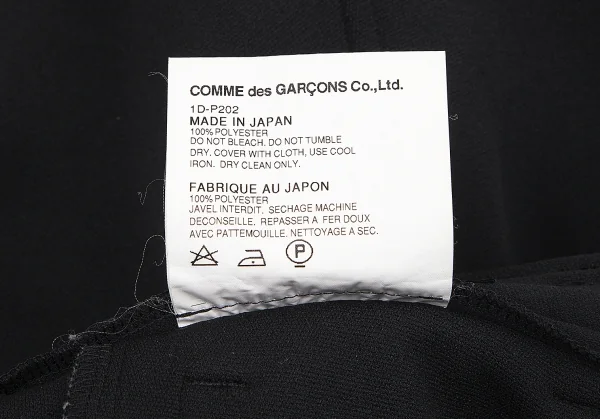 COMME des GARÇONS Co.,Ltd.
1D-P202
MADE IN JAPAN
100% POLYESTER
DO NOT BLEACH. DO NOT TUMBLE
DRY. COVER WITH CLOTH, USE COOL
IRON. DRY CLEAN ONLY.
FABRIQUE AU JAPON
100% POLYESTER
JAVEL INTERDIT. SECHAGE MACHINE
DECONSEILLE. REPASSER A FER DOUX
AVEC PATTEMOUILLE. NETTOYAGE A SEC.
P